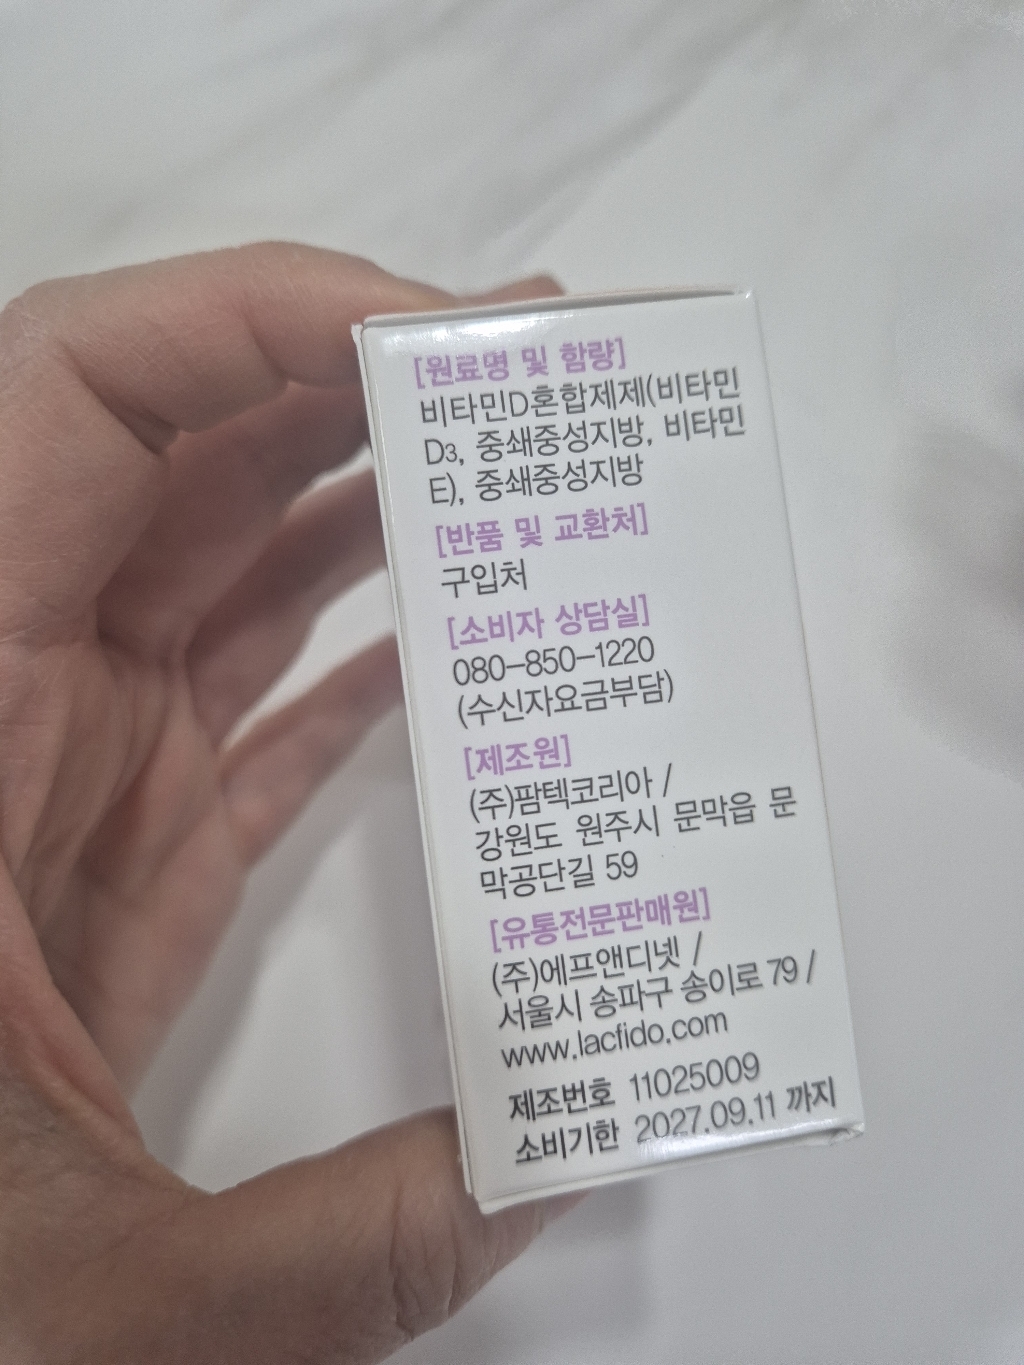 [원료명 및 함량]
비타민D혼합제제(비타민
D3, 중쇄중성지방, 비타민
E), 중쇄중성지방
[반품 및 교환처]
구입처
[소비자 상담실]
080-850-1220
(수신자요금부담)
[제조원]
(주)팜텍코리아 /
강원도 원주시 문막읍 문
막공단길 59
[유통전문판매원]
(주)에프앤디넷 /
서울시 송파구 송이로 79 /
www.lacfido.com
제조번호 11025009
소비기한 2027.09.11 까지